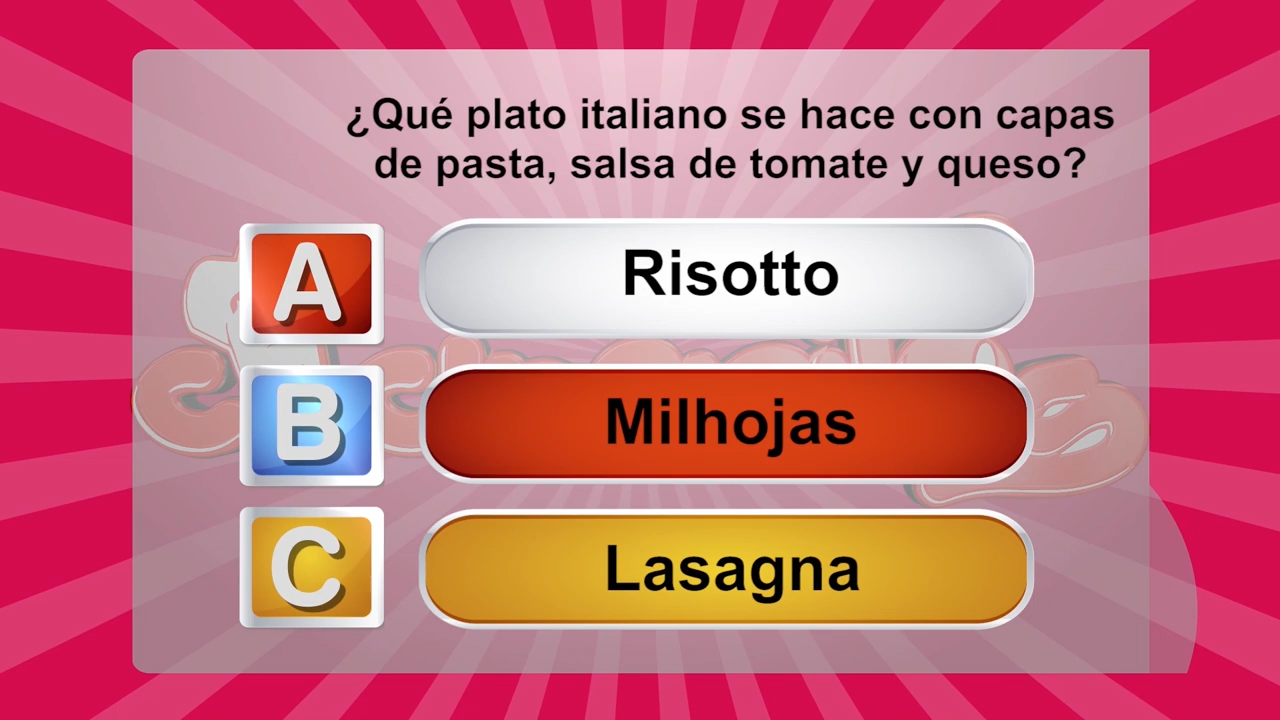 ¿Qué plato italiano se hace con capas
de pasta, salsa de tomate y queso?
A
Risotto
B
Milhojas
C
Lasagna